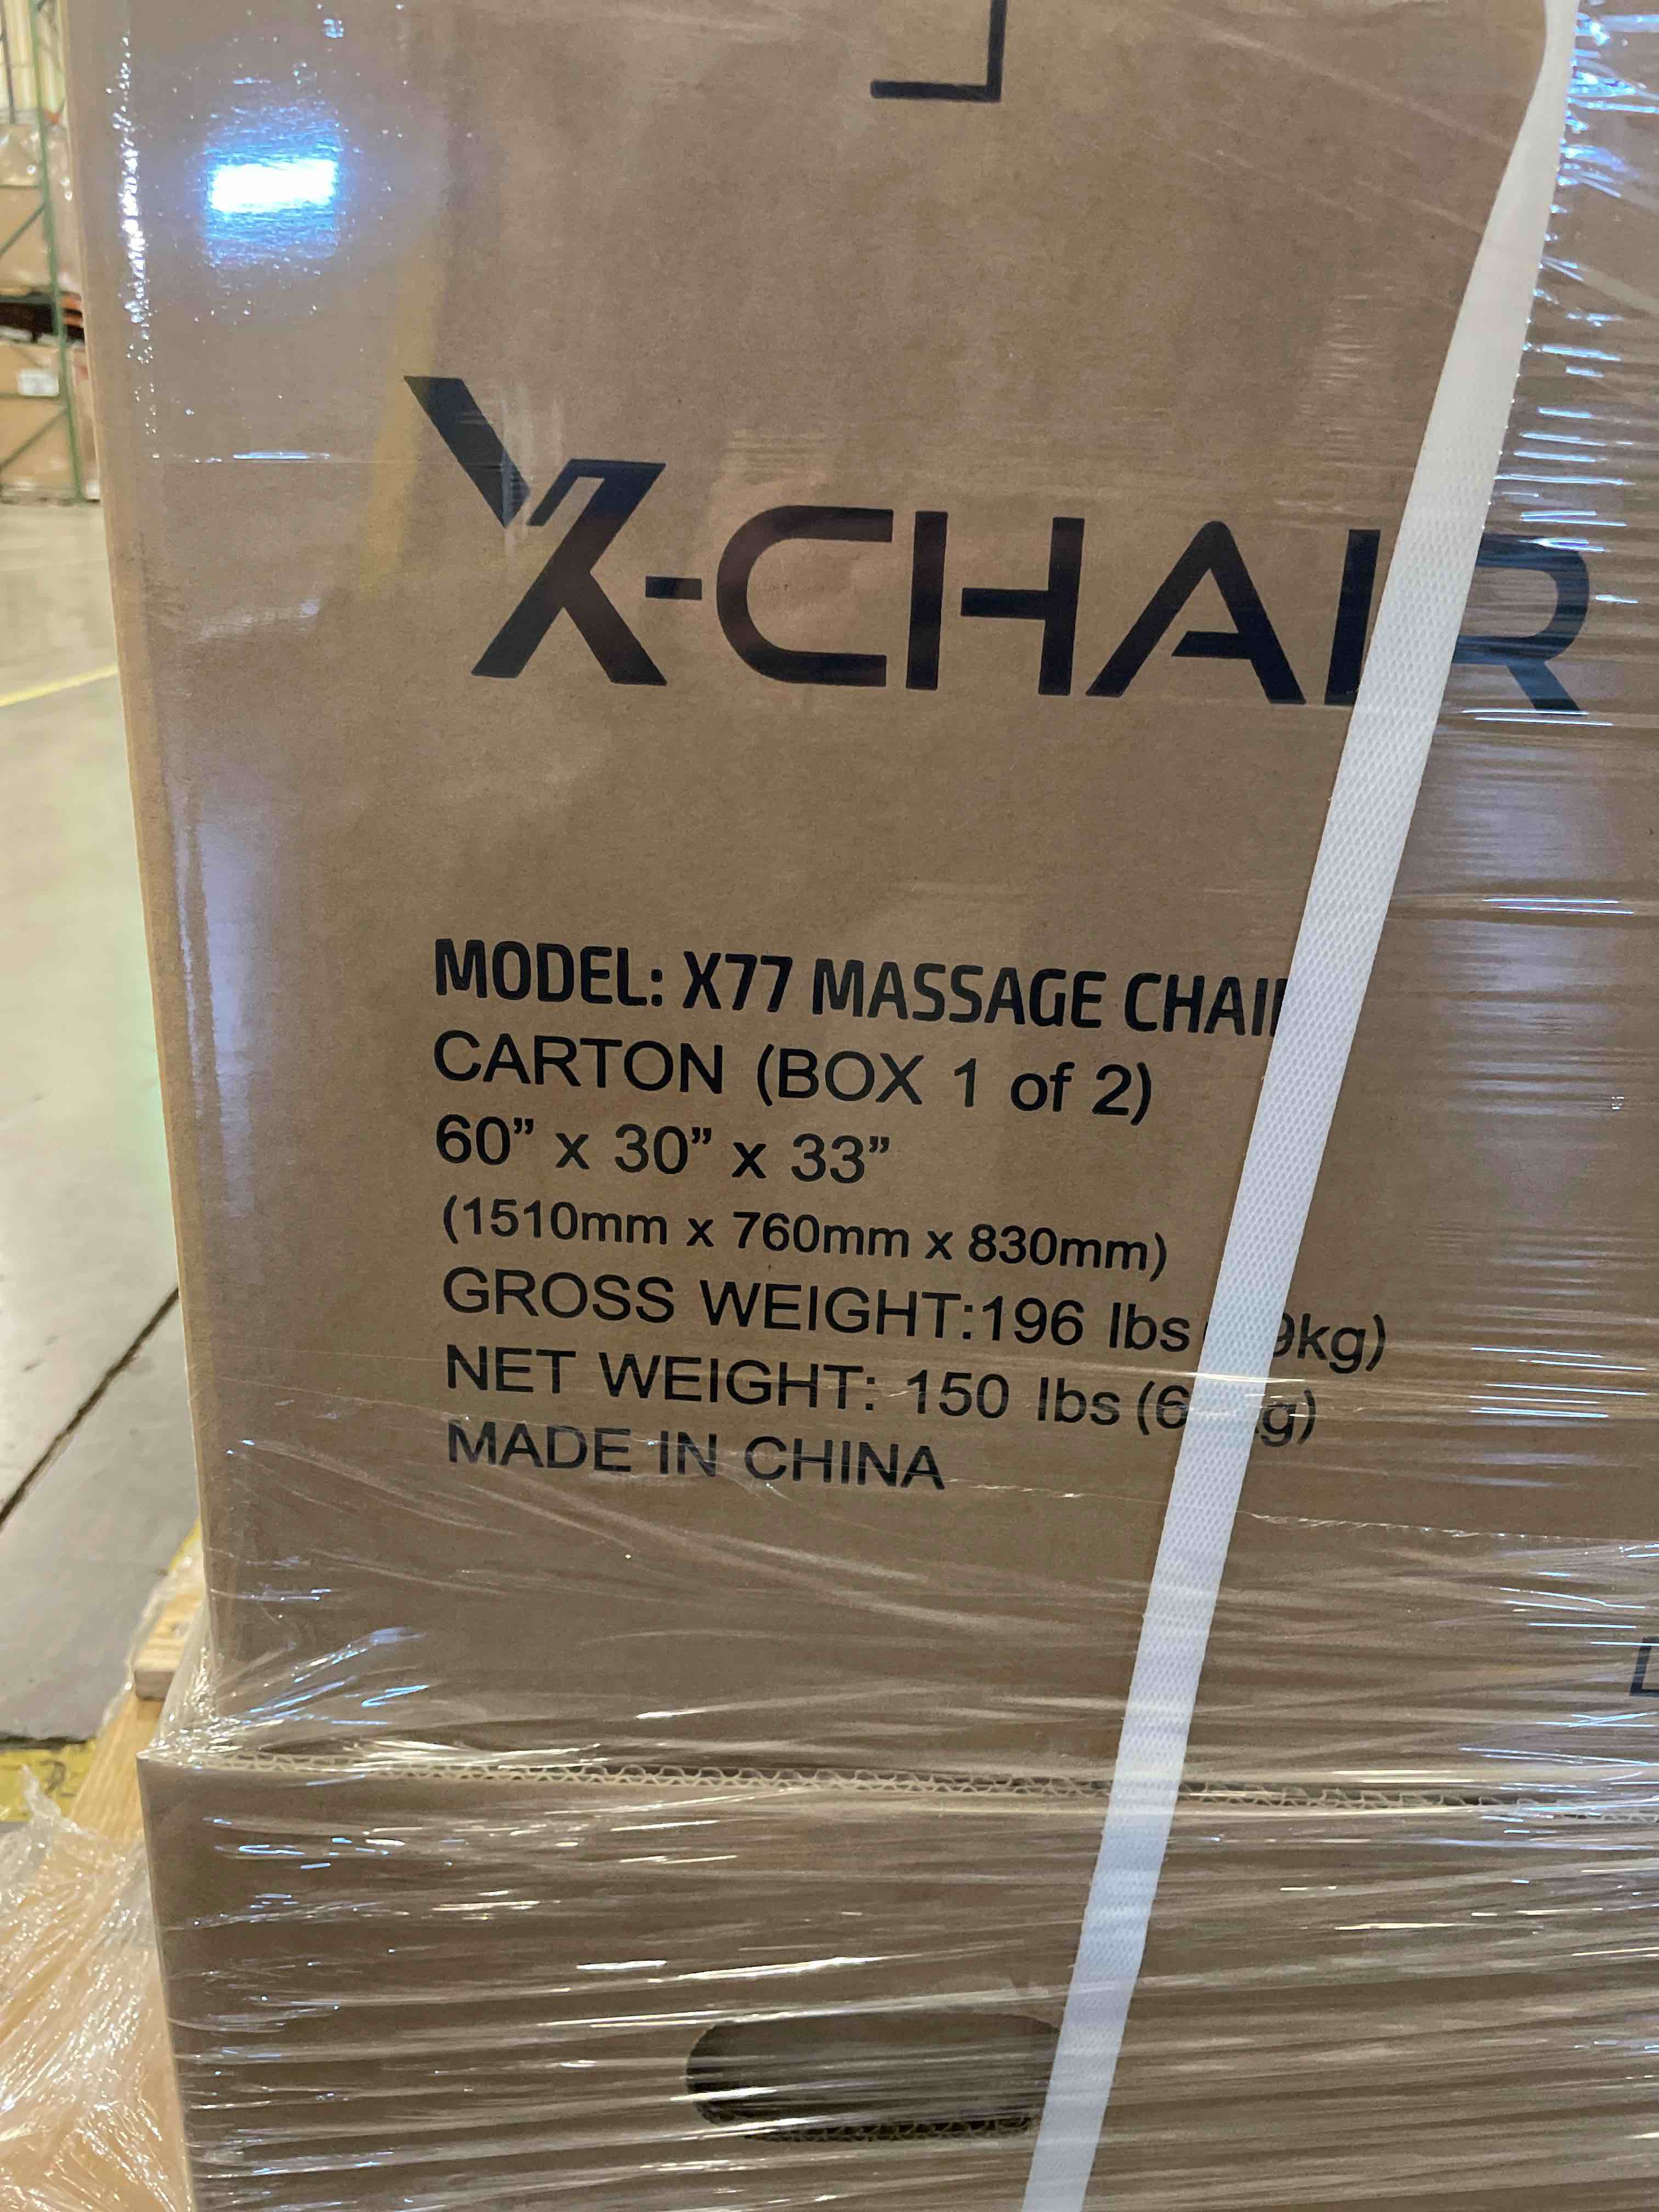 X-CHAIR
MODEL: X77 MASSAGE CHAIR
CARTON (BOX 1 of 2)
60” x 30” x 33”
(1510mm x 760mm x 830mm)
GROSS WEIGHT:196 lbs
NET WEIGHT: 150 lbs
MADE IN CHINA